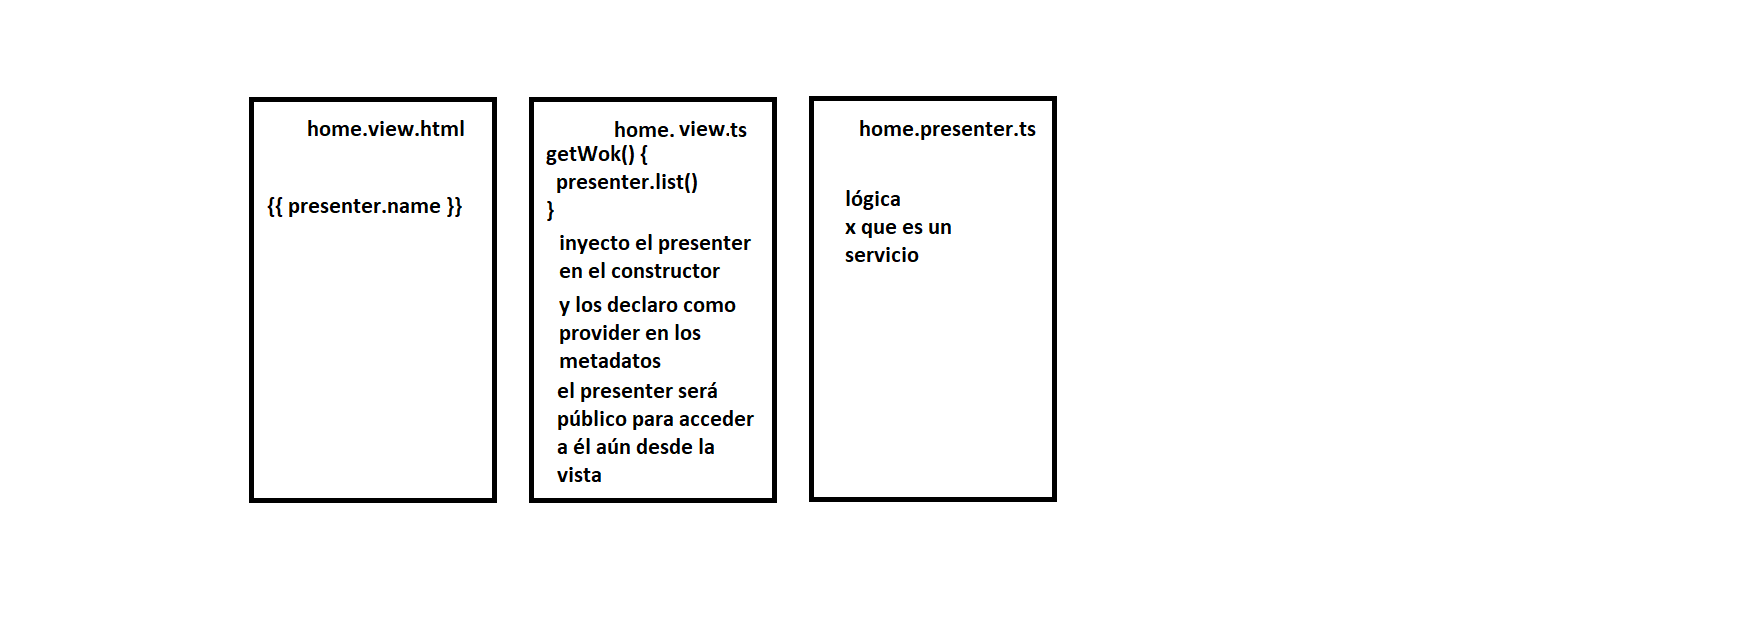 home.view.html
{{ presenter.name }}
home. view.ts
getWok() {
presenter.list()
}
inyecto el presenter
en el constructor
y los declaro como
provider en los
metadatos
el presenter será
público para acceder
a él aún desde la
vista
home.presenter.ts
lógica
x que es un
servicio